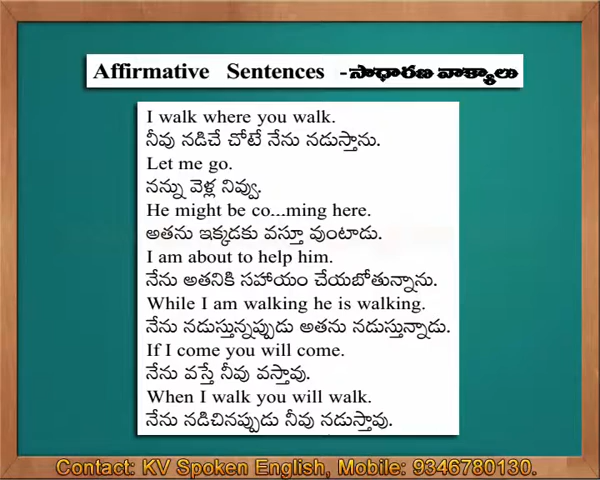 Affirmative Sentences -సాధారణ వాక్యాలు
I walk where you walk.
నీవు నడిచే చోటే నేను నడుస్తాను.
Let me go.
నన్ను వెళ్ల నివ్వు.
He might be co...ming here.
అతను ఇక్కడకు వస్తూ వుంటాడు.
I am about to help him.
నేను అతనికి సహాయం చేయబోతున్నాను.
While I am walking he is walking.
నేను నడుస్తున్నప్పుడు అతను నడుస్తున్నాడు.
If I come you will come.
నేను వస్తే నీవు వస్తావు.
When I walk you will walk.
నేను నడిచినప్పుడు నీవు నడుస్తావు.
Contact: KV Spoken English, Mobile: 9346780130.